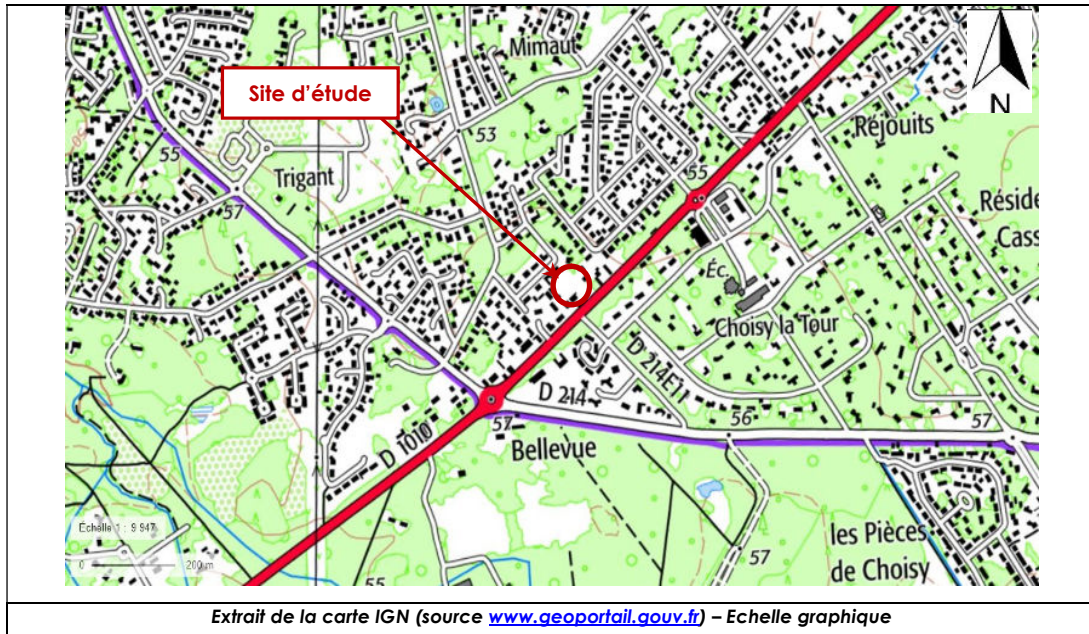 Mimaut
N
Site d'étude
53
Réjouits
55
Trigant
57
55
Réside
Cass
Éc.
Choisy la Tour
D 214E11
D 214
57
56
57
D 1010
Bellevue
Échelle 1 : 9 947
0 200 m
55
57
les Pièces
de Choisy
Extrait de la carte IGN (source www.geoportail.gouv.fr) – Echelle graphique